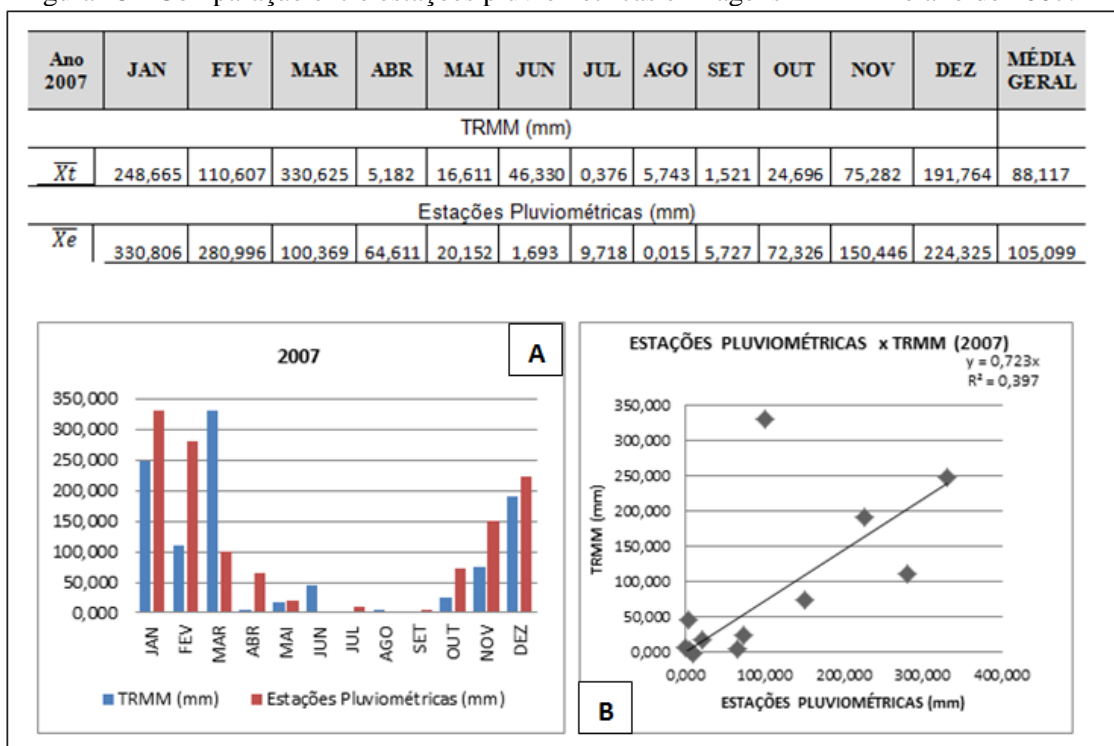 Comparação entre estações pluviométricas e imagens
Ano 2007 JAN FEV MAR ABR MAI JUN JUL AGO SET OUT NOV DEZ MÉDIA GERAL
TRMM (mm)
Xt 248,665 110,607 330,625 5,182 16,611 46,330 0,376 5,743 1,521 24,696 75,282 191,764 88,117
Estações Pluviométricas (mm)
Xe 330,806 280,996 100,369 64,611 20,152 1,693 9,718 0,015 5,727 72,326 150,446 224,325 105,099
2007
A
350,000
300,000
250,000
200,000
150,000
100,000
50,000
0,000
JAN FEV MAR ABR MAI JUN JUL AGO SET OUT NOV DEZ
TRMM (mm) Estações Pluviométricas (mm)
ESTAÇÕES PLUVIOMÉTRICAS x TRMM (2007)
y = 0,723x
R² = 0,397
TRMM (mm)
350,000
300,000
250,000
200,000
150,000
100,000
50,000
0,000
0,000 100,000 200,000 300,000 400,000
ESTAÇÕES PLUVIOMÉTRICAS (mm)
B